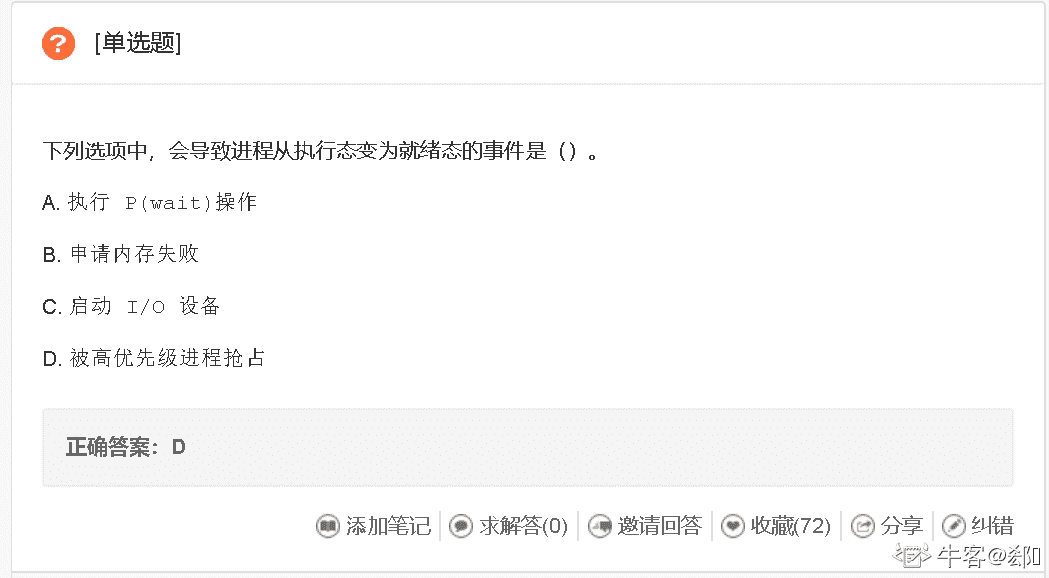 ?
[单选题]
下列选项中，会导致进程从执行态变为就绪态的事件是（）。
A. 执行 P(wait)操作
B. 申请内存失败
C. 启动 I/O 设备
D. 被高优先级进程抢占
正确答案：D
添加笔记 求解答(0) 邀请回答 收藏(72) 分享 纠错
牛客@